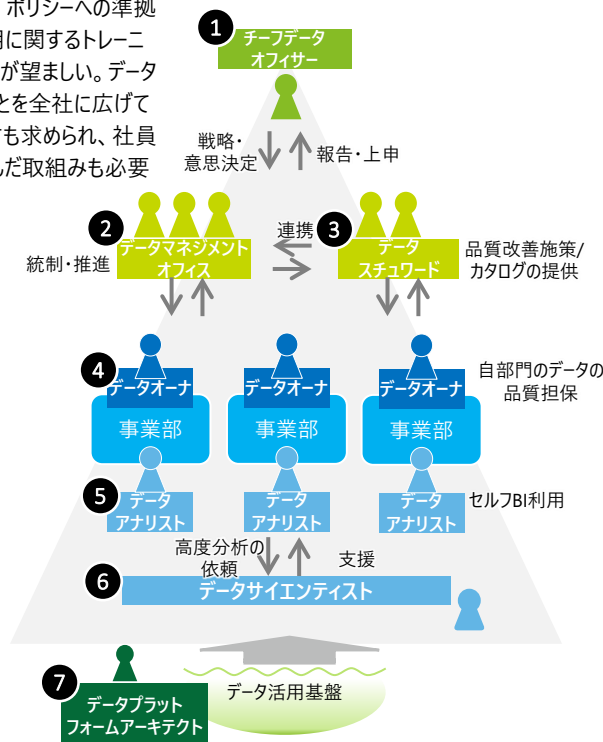 ポリシーへの準拠
に関するトレーニ
が望ましい。データ
とを全社に広げて
も求められ、社員
だ取組みも必要
1
チーフデータ
オフィサー
戦略・
意思決定
報告・上申
2
データマネジメント
オフィス
連携
3
データ
スチュワード
統制・推進
品質改善施策/
カタログの提供
4
データオーナ
データオーナ
データオーナ
自部門のデータの
品質担保
事業部
事業部
事業部
5
データ
アナリスト
データ
アナリスト
データ
アナリスト
セルフBI利用
高度分析の
依頼
支援
6
データサイエンティスト
7
データプラット
フォームアーキテクト
データ活用基盤